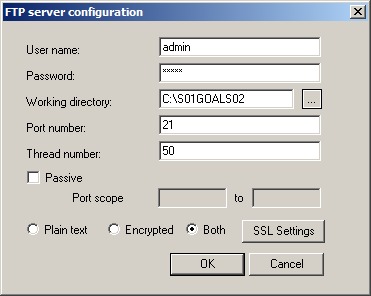 FTP server configuration
User name: admin
Password: *****
Working directory: C:\S01GOALS02 ...
Port number: 21
Thread number: 50
Passive
Port scope to
Plain text Encrypted Both SSL Settings
OK Cancel